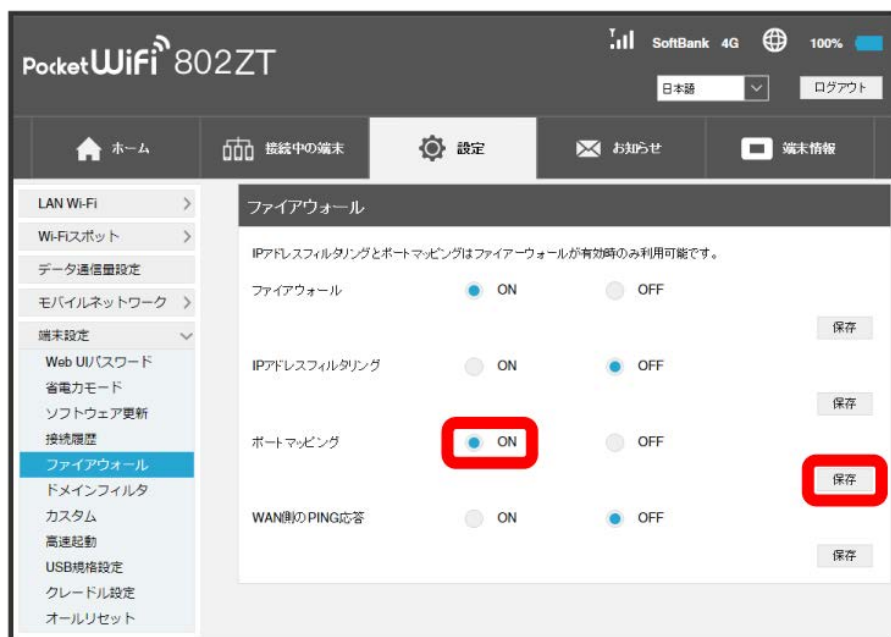 SoftBank 4G 100%
PocketWiFi 802ZT
日本語 ログアウト
ホーム 接続中の端末 設定 お知らせ 端末情報
LAN Wi-Fi
Wi-Fiスポット
データ通信量設定
モバイルネットワーク
端末設定
Web UIパスワード
省電力モード
ソフトウェア更新
接続履歴
ファイアウォール
ドメインフィルタ
カスタム
高速起動
USB規格設定
クレードル設定
オールリセット
ファイアウォール
IPアドレスフィルタリングとポートマッピングはファイアーウォールが有効時のみ利用可能です。
ファイアウォール ON OFF
保存
IPアドレスフィルタリング ON OFF
保存
ポートマッピング ON OFF
保存
WAN側のPING応答 ON OFF
保存